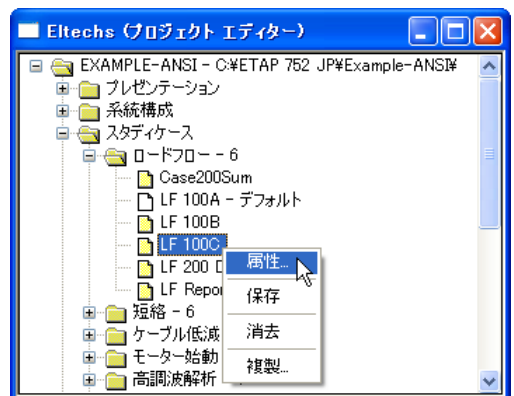 Eltechs (プロジェクト エディター)
EXAMPLE-ANSI - C:¥ETAP 752 JP¥Example-ANSI¥
プレゼンテーション
系統構成
スタディケース
ロードフロー - 6
Case200Sum
LF 100A - デフォルト
LF 100B
LF 100C
LF 200
LF Repo
短絡 - 6
ケーブル低減
モーター始動
高調波解析
属性...
保存
消去
複製...